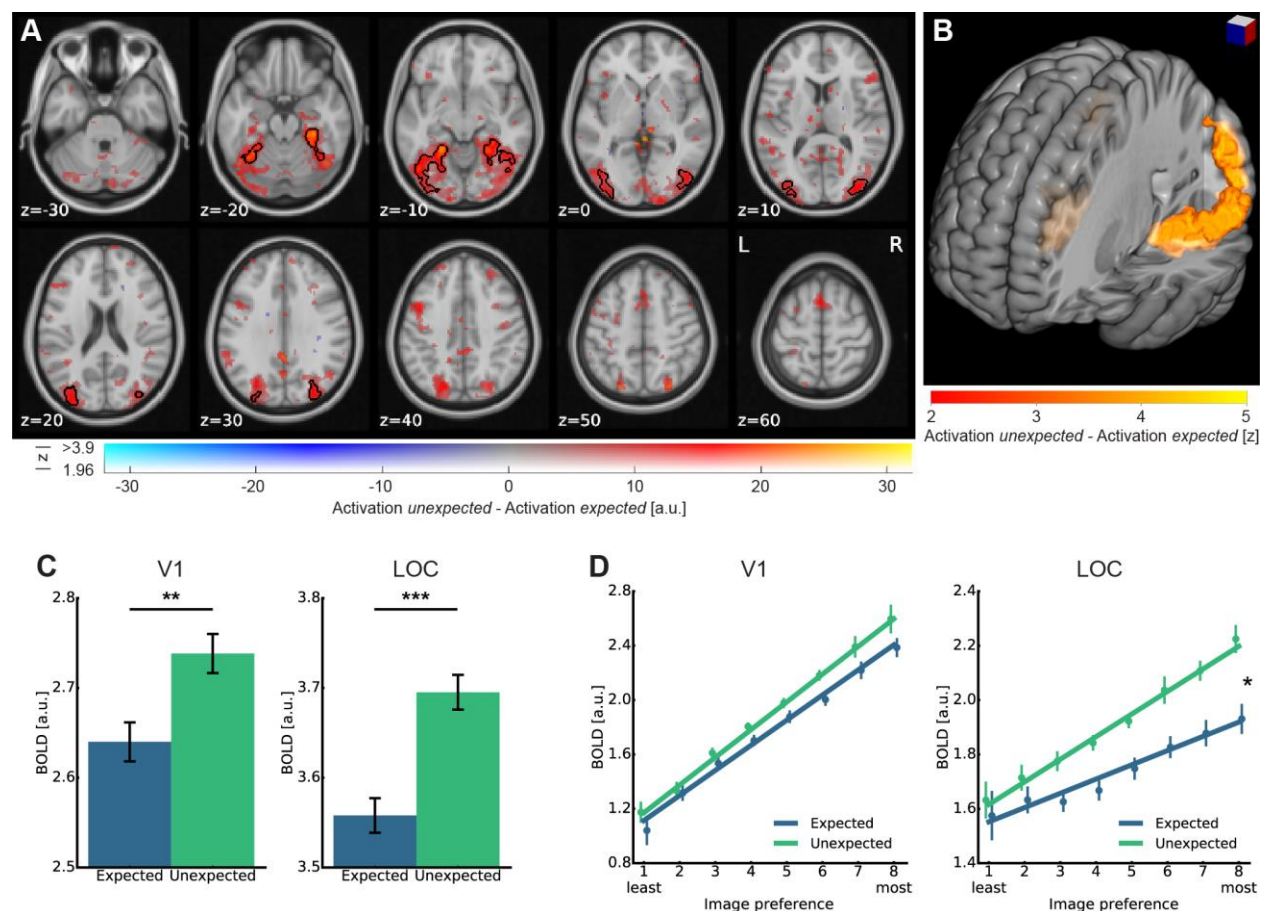 A
z=-30
z=-20
z=-10
z=0
z=10
L R
z=20
z=30
z=40
z=50
z=60
| z |
>3.9
1.96
-30 -20 -10 0 10 20 30
Activation unexpected - Activation expected [a.u.]
B
2 3 4 5
Activation unexpected - Activation expected [z]
C
V1
BOLD [a.u.]
2.8
2.7
2.6
2.5
**
Expected Unexpected
LOC
BOLD [a.u.]
3.8
3.7
3.6
3.5
***
Expected Unexpected
D
V1
BOLD [a.u.]
2.8
2.4
2.0
1.6
1.2
0.8
Expected
Unexpected
1 2 3 4 5 6 7 8
least most
Image preference
LOC
BOLD [a.u.]
2.4
2.2
2.0
1.8
1.6
1.4
*
Expected
Unexpected
1 2 3 4 5 6 7 8
least most
Image preference